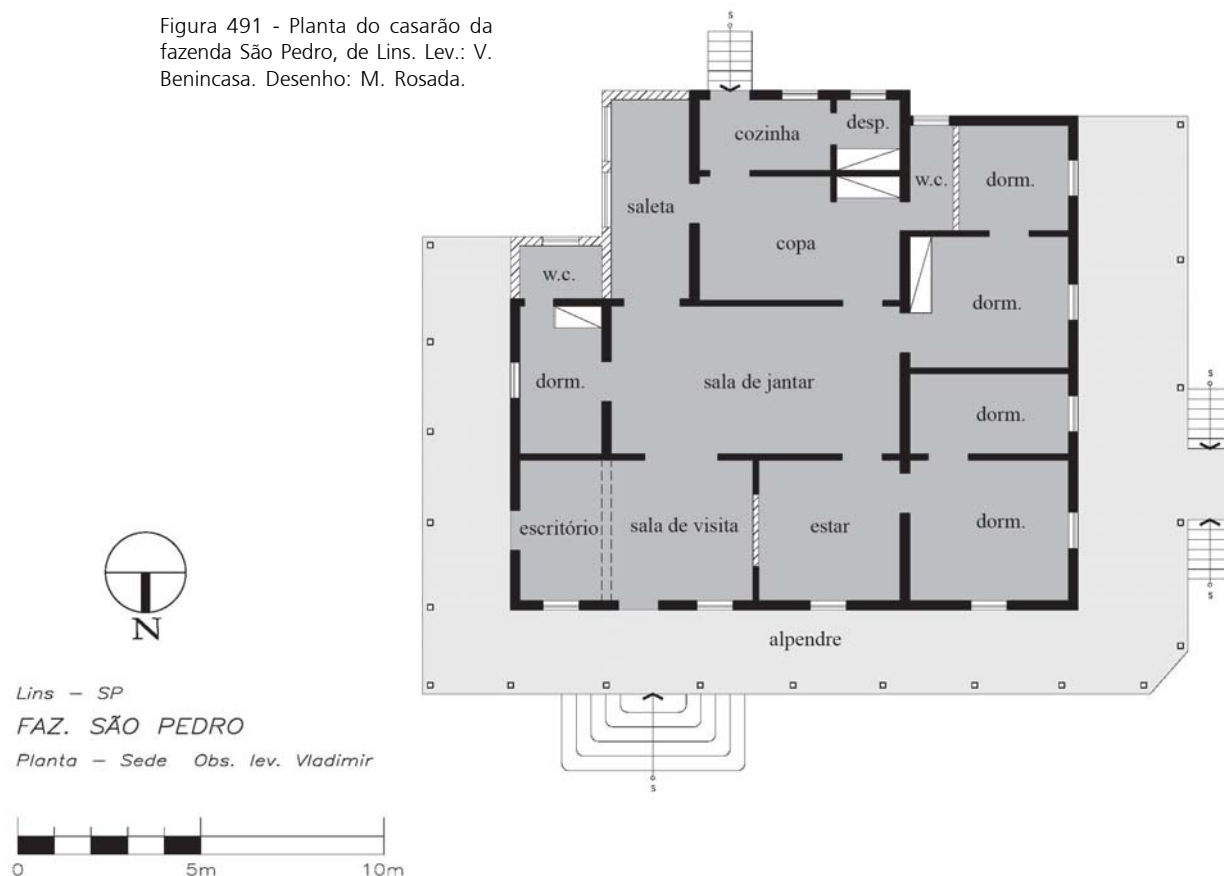 Figura 491 - Planta do casarão da
fazenda São Pedro, de Lins. Lev.: V.
Benincasa. Desenho: M. Rosada.
s
cozinha
desp.
saleta
w.c.
dorm.
copa
w.c.
dorm.
dorm.
sala de jantar
dorm.
s
escritório
sala de visita
estar
dorm.
s
alpendre
s
N
Lins – SP
FAZ. SÃO PEDRO
Planta – Sede Obs. lev. Vladimir
0 5m 10m